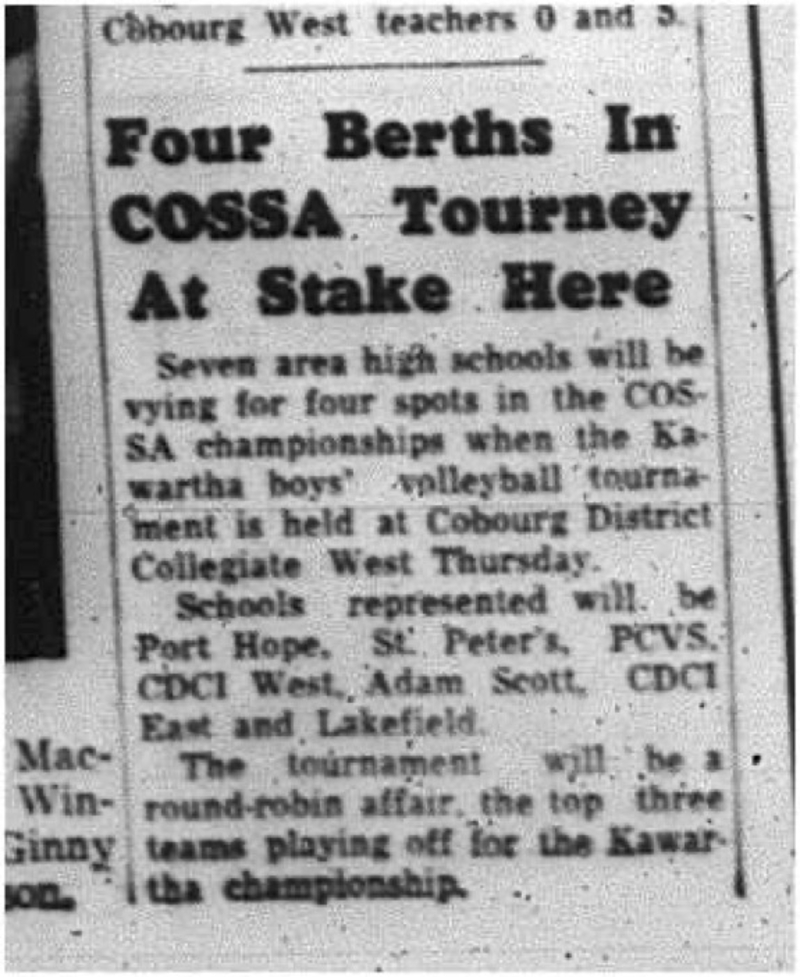 Cobourg West teachers 0 and 5.
Four Berths In
COSSA Tourney
At Stake Here
Seven area high schools will be
vying for four spots in the COS-
SA championships when the Ka-
wartha boys' volleyball tourna-
ment is held at Cobourg District
Collegiate West Thursday.
Schools represented will be
Port Hope, St. Peter's, PCVS,
CDCI West, Adam Scott, CDCI
East and Lakefield.
The tournament will be a
round-robin affair, the top three
teams playing off for the Kawar-
tha championship.
Mac-
Win-
Ginny
son.